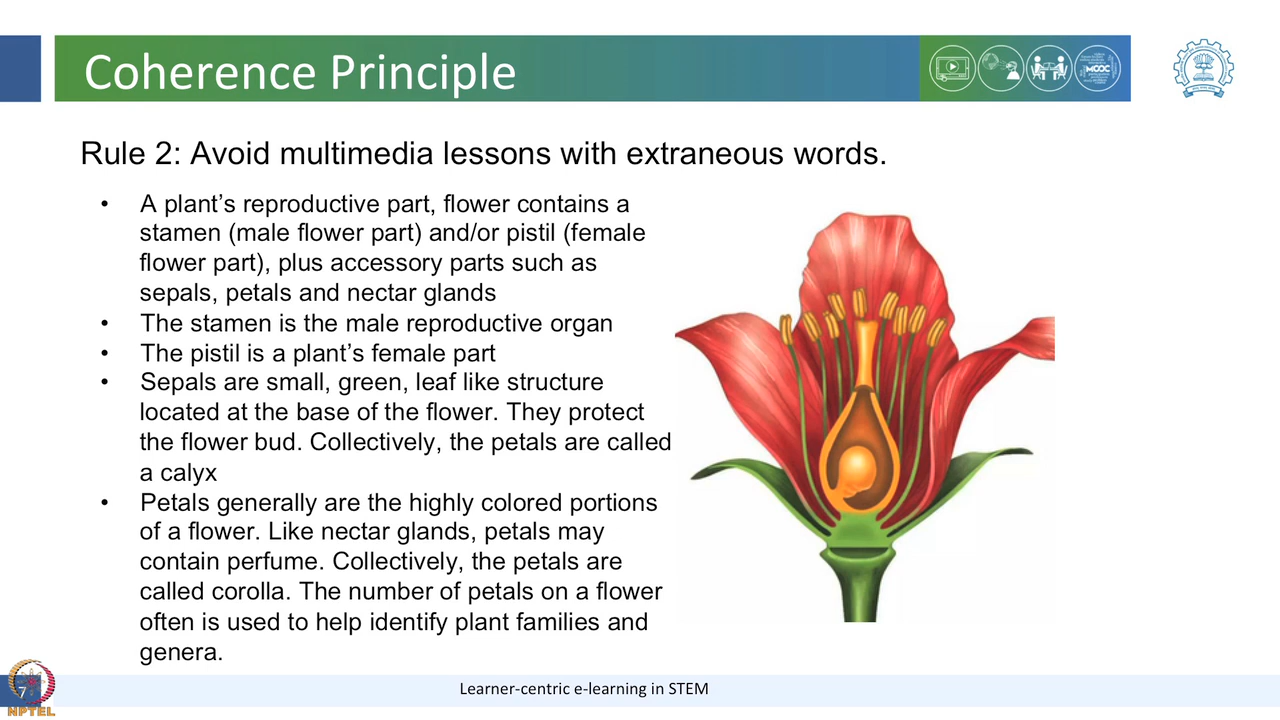 Coherence Principle
MOOC
Rule 2: Avoid multimedia lessons with extraneous words.
• A plant’s reproductive part, flower contains a
stamen (male flower part) and/or pistil (female
flower part), plus accessory parts such as
sepals, petals and nectar glands
• The stamen is the male reproductive organ
• The pistil is a plant’s female part
• Sepals are small, green, leaf like structure
located at the base of the flower. They protect
the flower bud. Collectively, the petals are called
a calyx
• Petals generally are the highly colored portions
of a flower. Like nectar glands, petals may
contain perfume. Collectively, the petals are
called corolla. The number of petals on a flower
often is used to help identify plant families and
genera.
7
NPTEL
Learner-centric e-learning in STEM